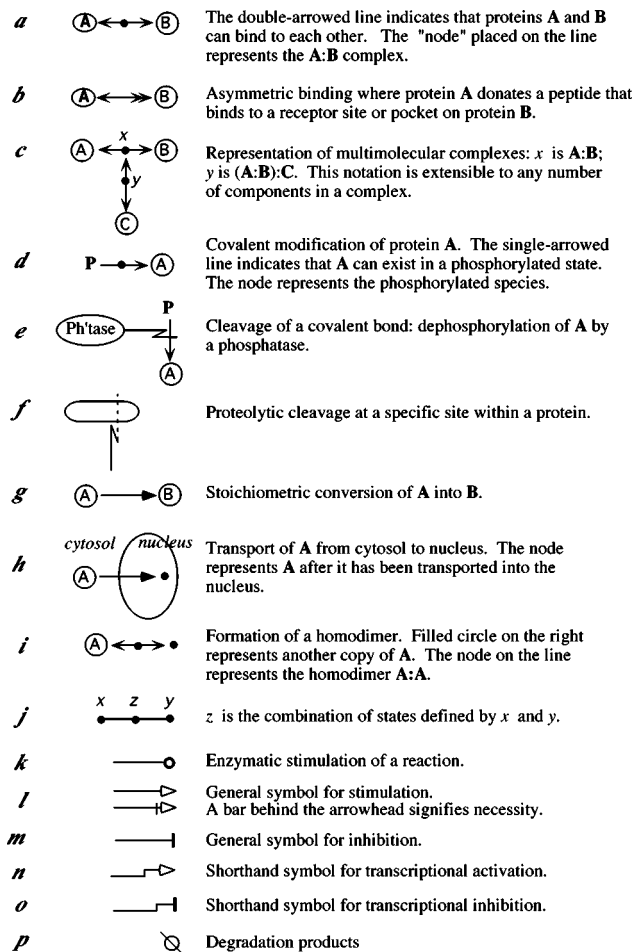 a A B The double-arrowed line indicates that proteins A and B
can bind to each other. The "node" placed on the line
represents the A:B complex.
b A B Asymmetric binding where protein A donates a peptide that
binds to a receptor site or pocket on protein B.
x
c A B Representation of multimolecular complexes: x is A:B;
y y is (A:B):C. This notation is extensible to any number
of components in a complex.
C
Covalent modification of protein A. The single-arrowed
d P A line indicates that A can exist in a phosphorylated state.
The node represents the phosphorylated species.
P
e Ph'tase Cleavage of a covalent bond: dephosphorylation of A by
a phosphatase.
A
f Proteolytic cleavage at a specific site within a protein.
g A B Stoichiometric conversion of A into B.
cytosol nucleus Transport of A from cytosol to nucleus. The node
h A represents A after it has been transported into the
nucleus.
i A Formation of a homodimer. Filled circle on the right
represents another copy of A. The node on the line
represents the homodimer A:A.
x z y
j z is the combination of states defined by x and y.
k Enzymatic stimulation of a reaction.
l General symbol for stimulation.
A bar behind the arrowhead signifies necessity.
m General symbol for inhibition.
n Shorthand symbol for transcriptional activation.
o Shorthand symbol for transcriptional inhibition.
p Degradation products